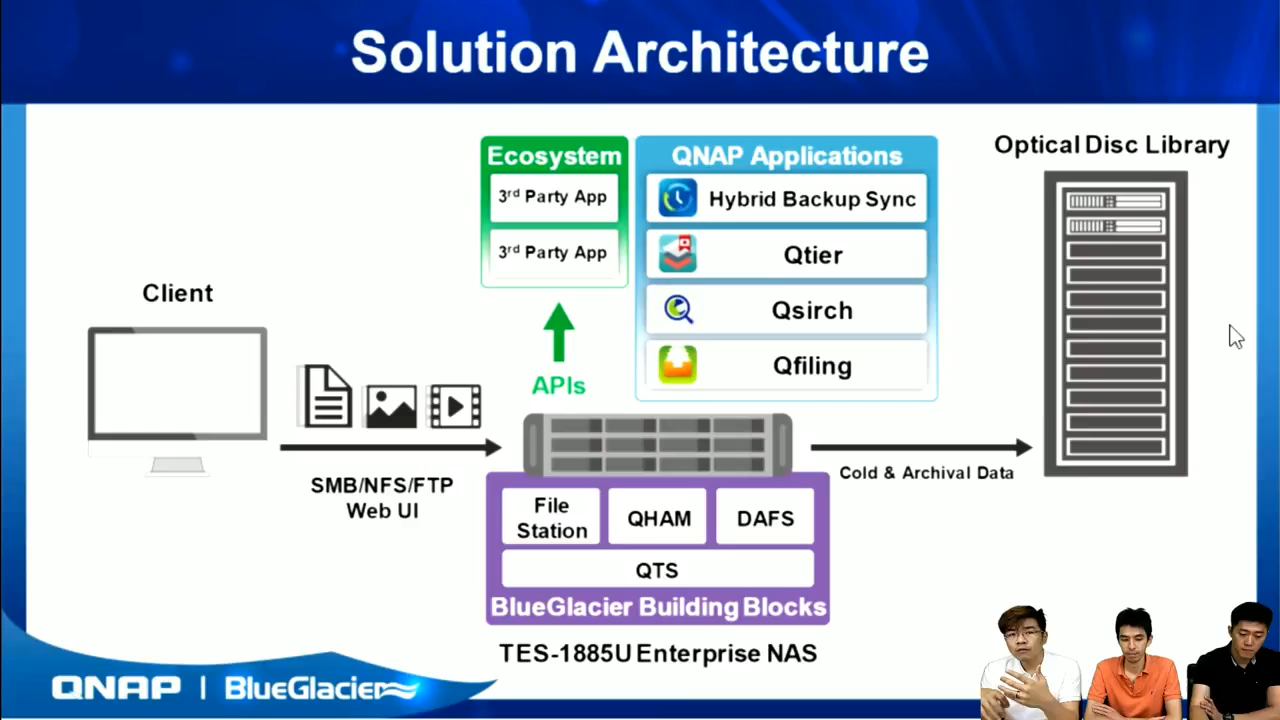 Solution Architecture
Ecosystem
3rd Party App
3rd Party App
APIs
QNAP Applications
Hybrid Backup Sync
Qtier
Qsirch
Qfiling
Optical Disc Library
Client
SMB/NFS/FTP
Web UI
Cold & Archival Data
File
Station
QHAM
DAFS
QTS
BlueGlacier Building Blocks
TES-1885U Enterprise NAS
QNAP | BlueGlacier